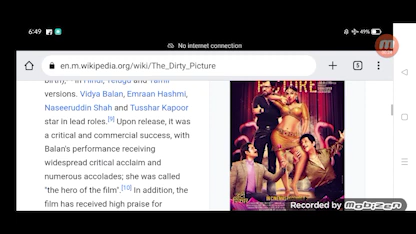 6:49
49%
No internet connection
en.m.wikipedia.org/wiki/The_Dirty_Picture
5
in Hindi, Telugu and Tamil
versions. Vidya Balan, Emraan Hashmi,
Naseeruddin Shah and Tusshar Kapoor
star in lead roles.[9] Upon release, it was
a critical and commercial success, with
Balan's performance receiving
widespread critical acclaim and
numerous accolades; she was called
"the hero of the film".[10] In addition, the
film has received high praise for
Recorded by
MOBIZEN